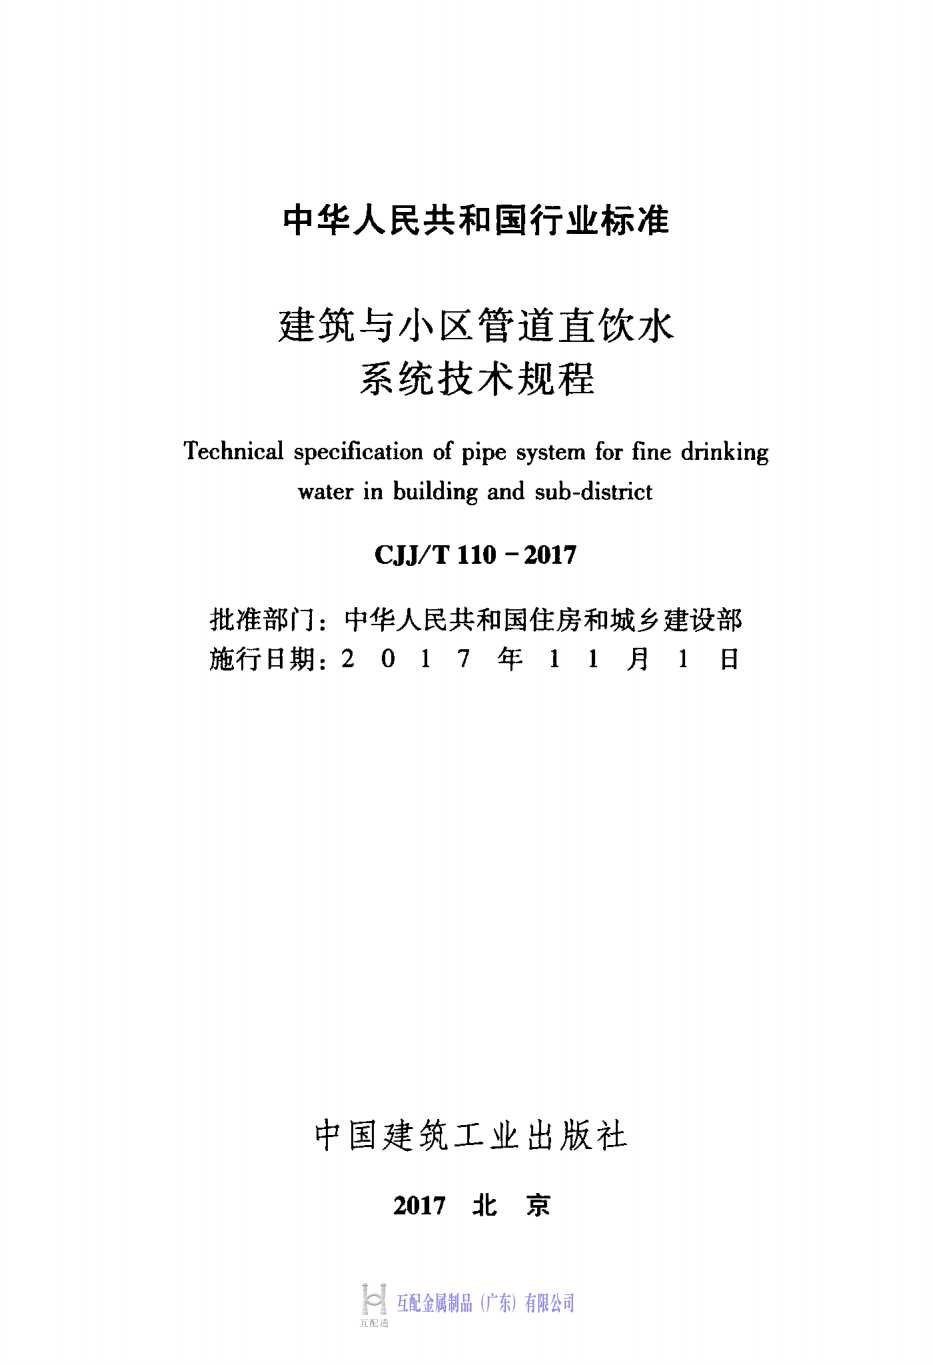 中华人民共和国行业标准
建筑与小区管道直饮水
系统技术规程
Technical specification of pipe system for fine drinking
water in building and sub-district
CJJ/T 110－2017
批准部门：中华人民共和国住房和城乡建设部
施行日期：2017年11月1日
中国建筑工业出版社
2017 北 京
互配金属制品（广东）有限公司
互配通